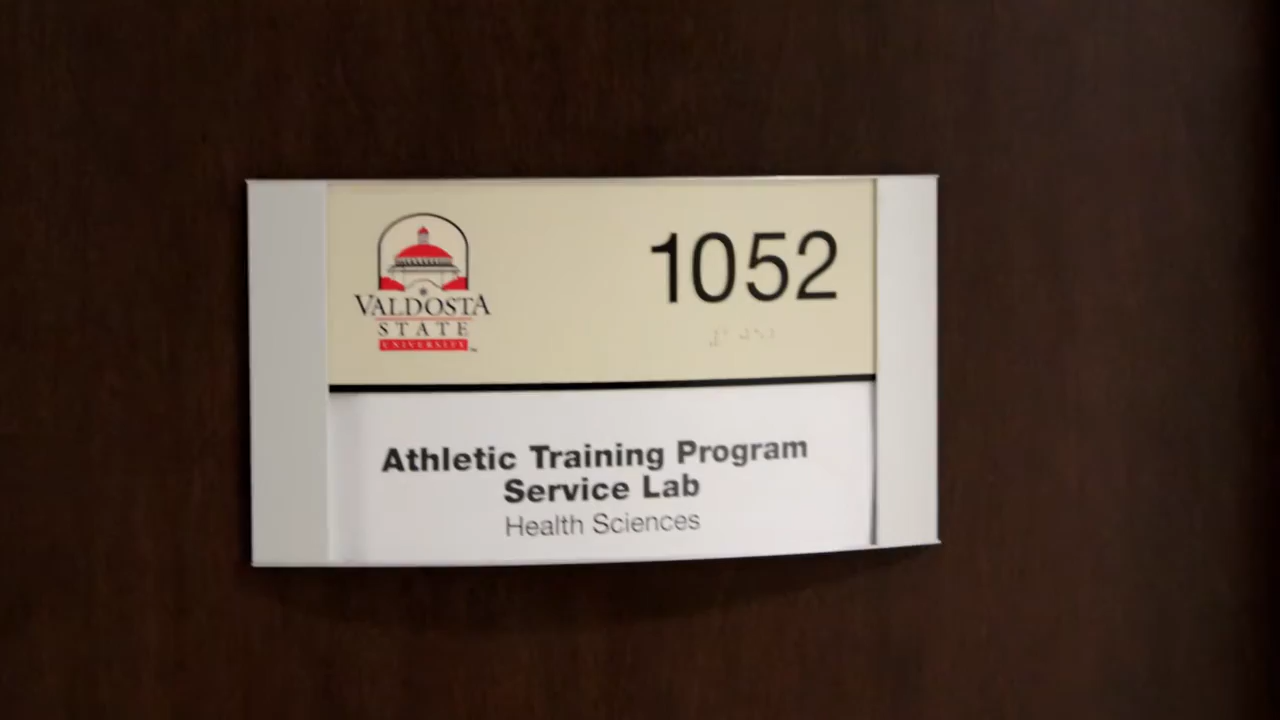 VALDOSTA
STATE
UNIVERSITY
1052
Athletic Training Program
Service Lab
Health Sciences